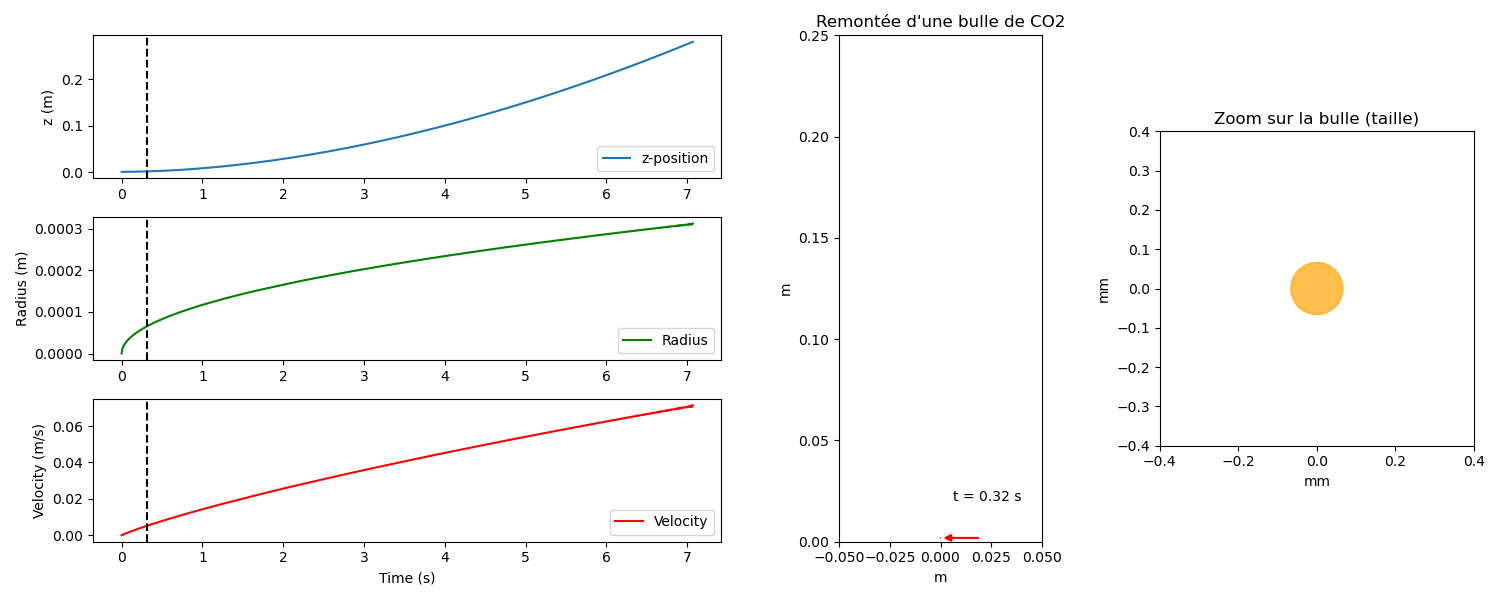 z (m)
0.2
0.1
0.0
z-position
0 1 2 3 4 5 6 7
Radius (m)
0.0003
0.0002
0.0001
0.0000
Radius
0 1 2 3 4 5 6 7
Velocity (m/s)
0.06
0.04
0.02
0.00
Velocity
0 1 2 3 4 5 6 7
Time (s)
Remontée d'une bulle de CO2
0.25
0.20
0.15
m
0.10
0.05
t = 0.32 s
0.00
−0.050 −0.025 0.000 0.025 0.050
m
Zoom sur la bulle (taille)
0.4
0.3
0.2
0.1
mm
0.0
−0.1
−0.2
−0.3
−0.4
−0.4 −0.2 0.0 0.2 0.4
mm